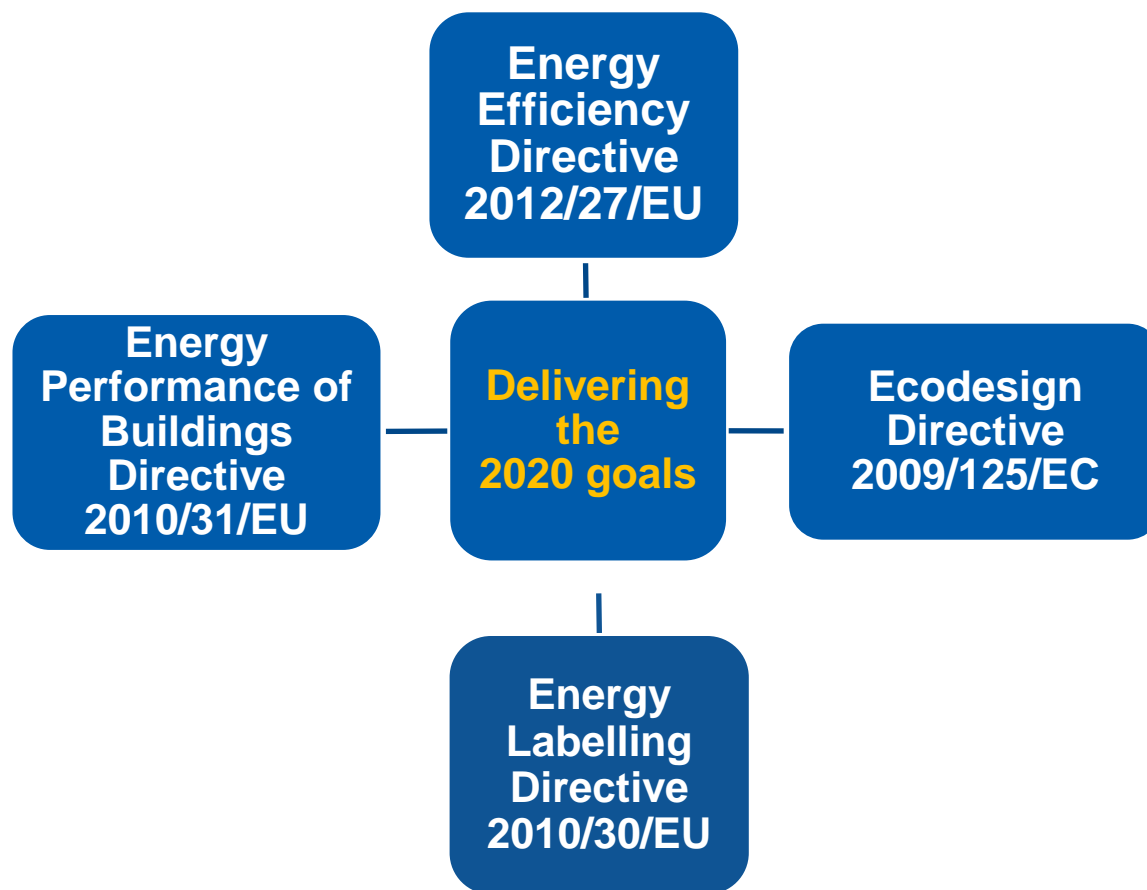 Energy
Efficiency
Directive
2012/27/EU
Energy
Performance of
Buildings
Directive
2010/31/EU
Delivering
the
2020 goals
Ecodesign
Directive
2009/125/EC
Energy
Labelling
Directive
2010/30/EU